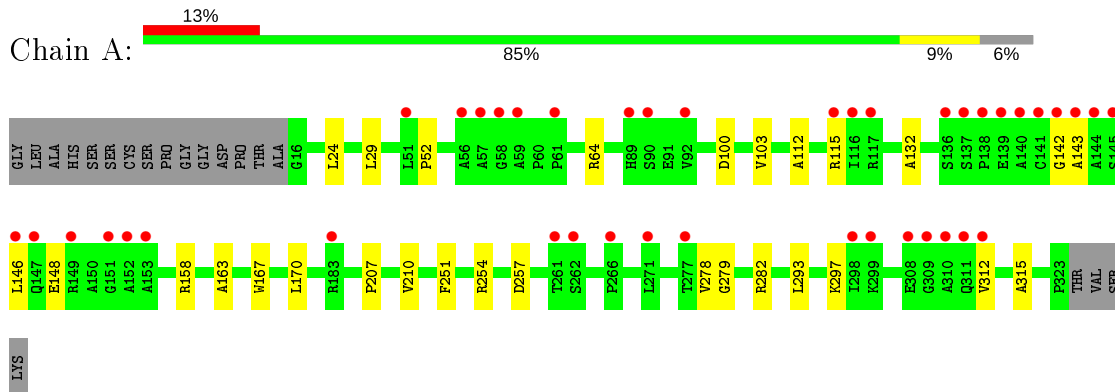 13%
Chain A:
85% 9% 6%
GLY LEU ALA HIS SER SER CYS SER PRO GLY GLY ASP PRO THR ALA G16 L24 L29 L51 P52 A56 A57 G58 A59 P60 P61 R64 H89 S90 E91 V92 D100 V103 A112 R115 I116 R117 A132 S136 S137 P138 E139 A140 C141 G142 A143 A144 S145
L146 Q147 E148 R149 A150 G151 A152 A153 R158 A163 W167 L170 R183 P207 V210 F251 R254 D257 T261 S262 P266 L271 T277 V278 G279 R282 L293 K297 I298 K299 E308 G309 A310 Q311 V312 A315 P323 THR VAL SER
LYS